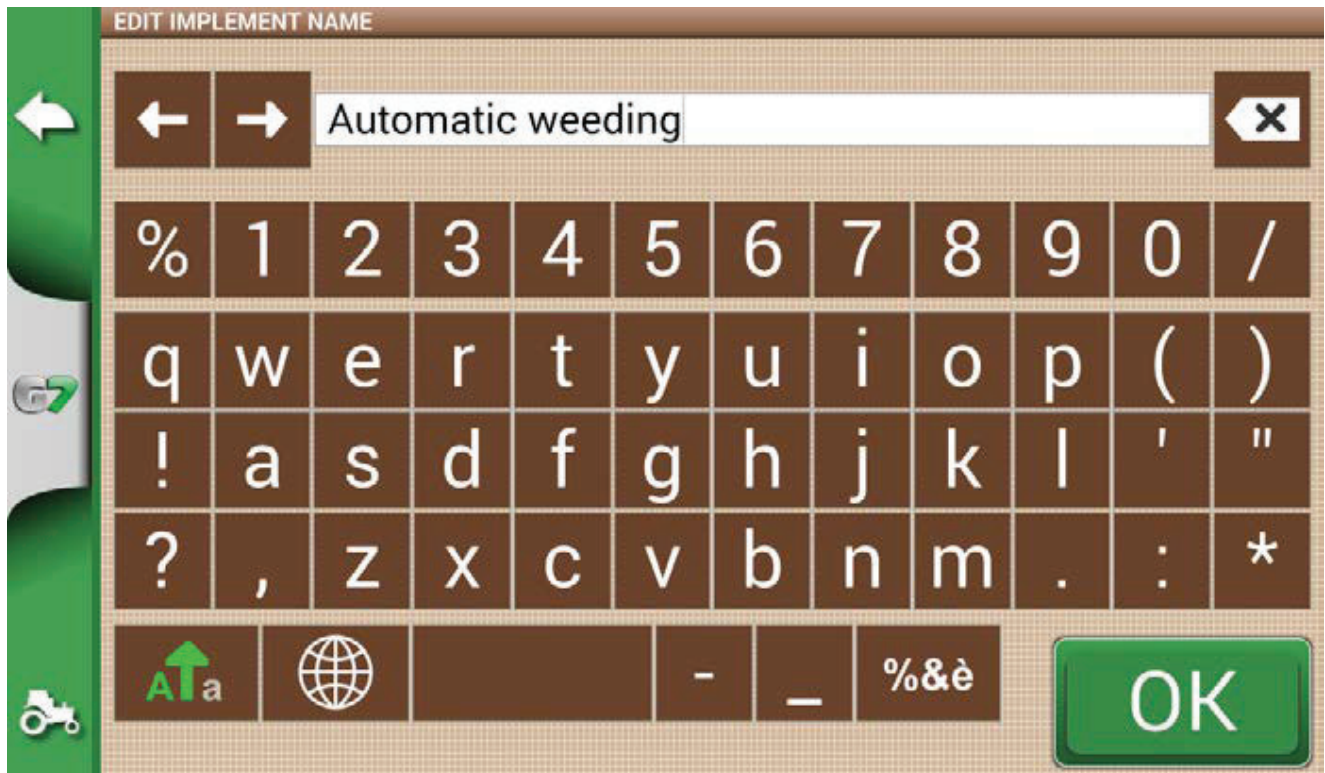 EDIT IMPLEMENT NAME
Automatic weeding
% 1 2 3 4 5 6 7 8 9 0 /
G7
q w e r t y u i o p ( )
! a s d f g h j k l ' "
? , z x c v b n m . : *
A a - _ %&è
OK